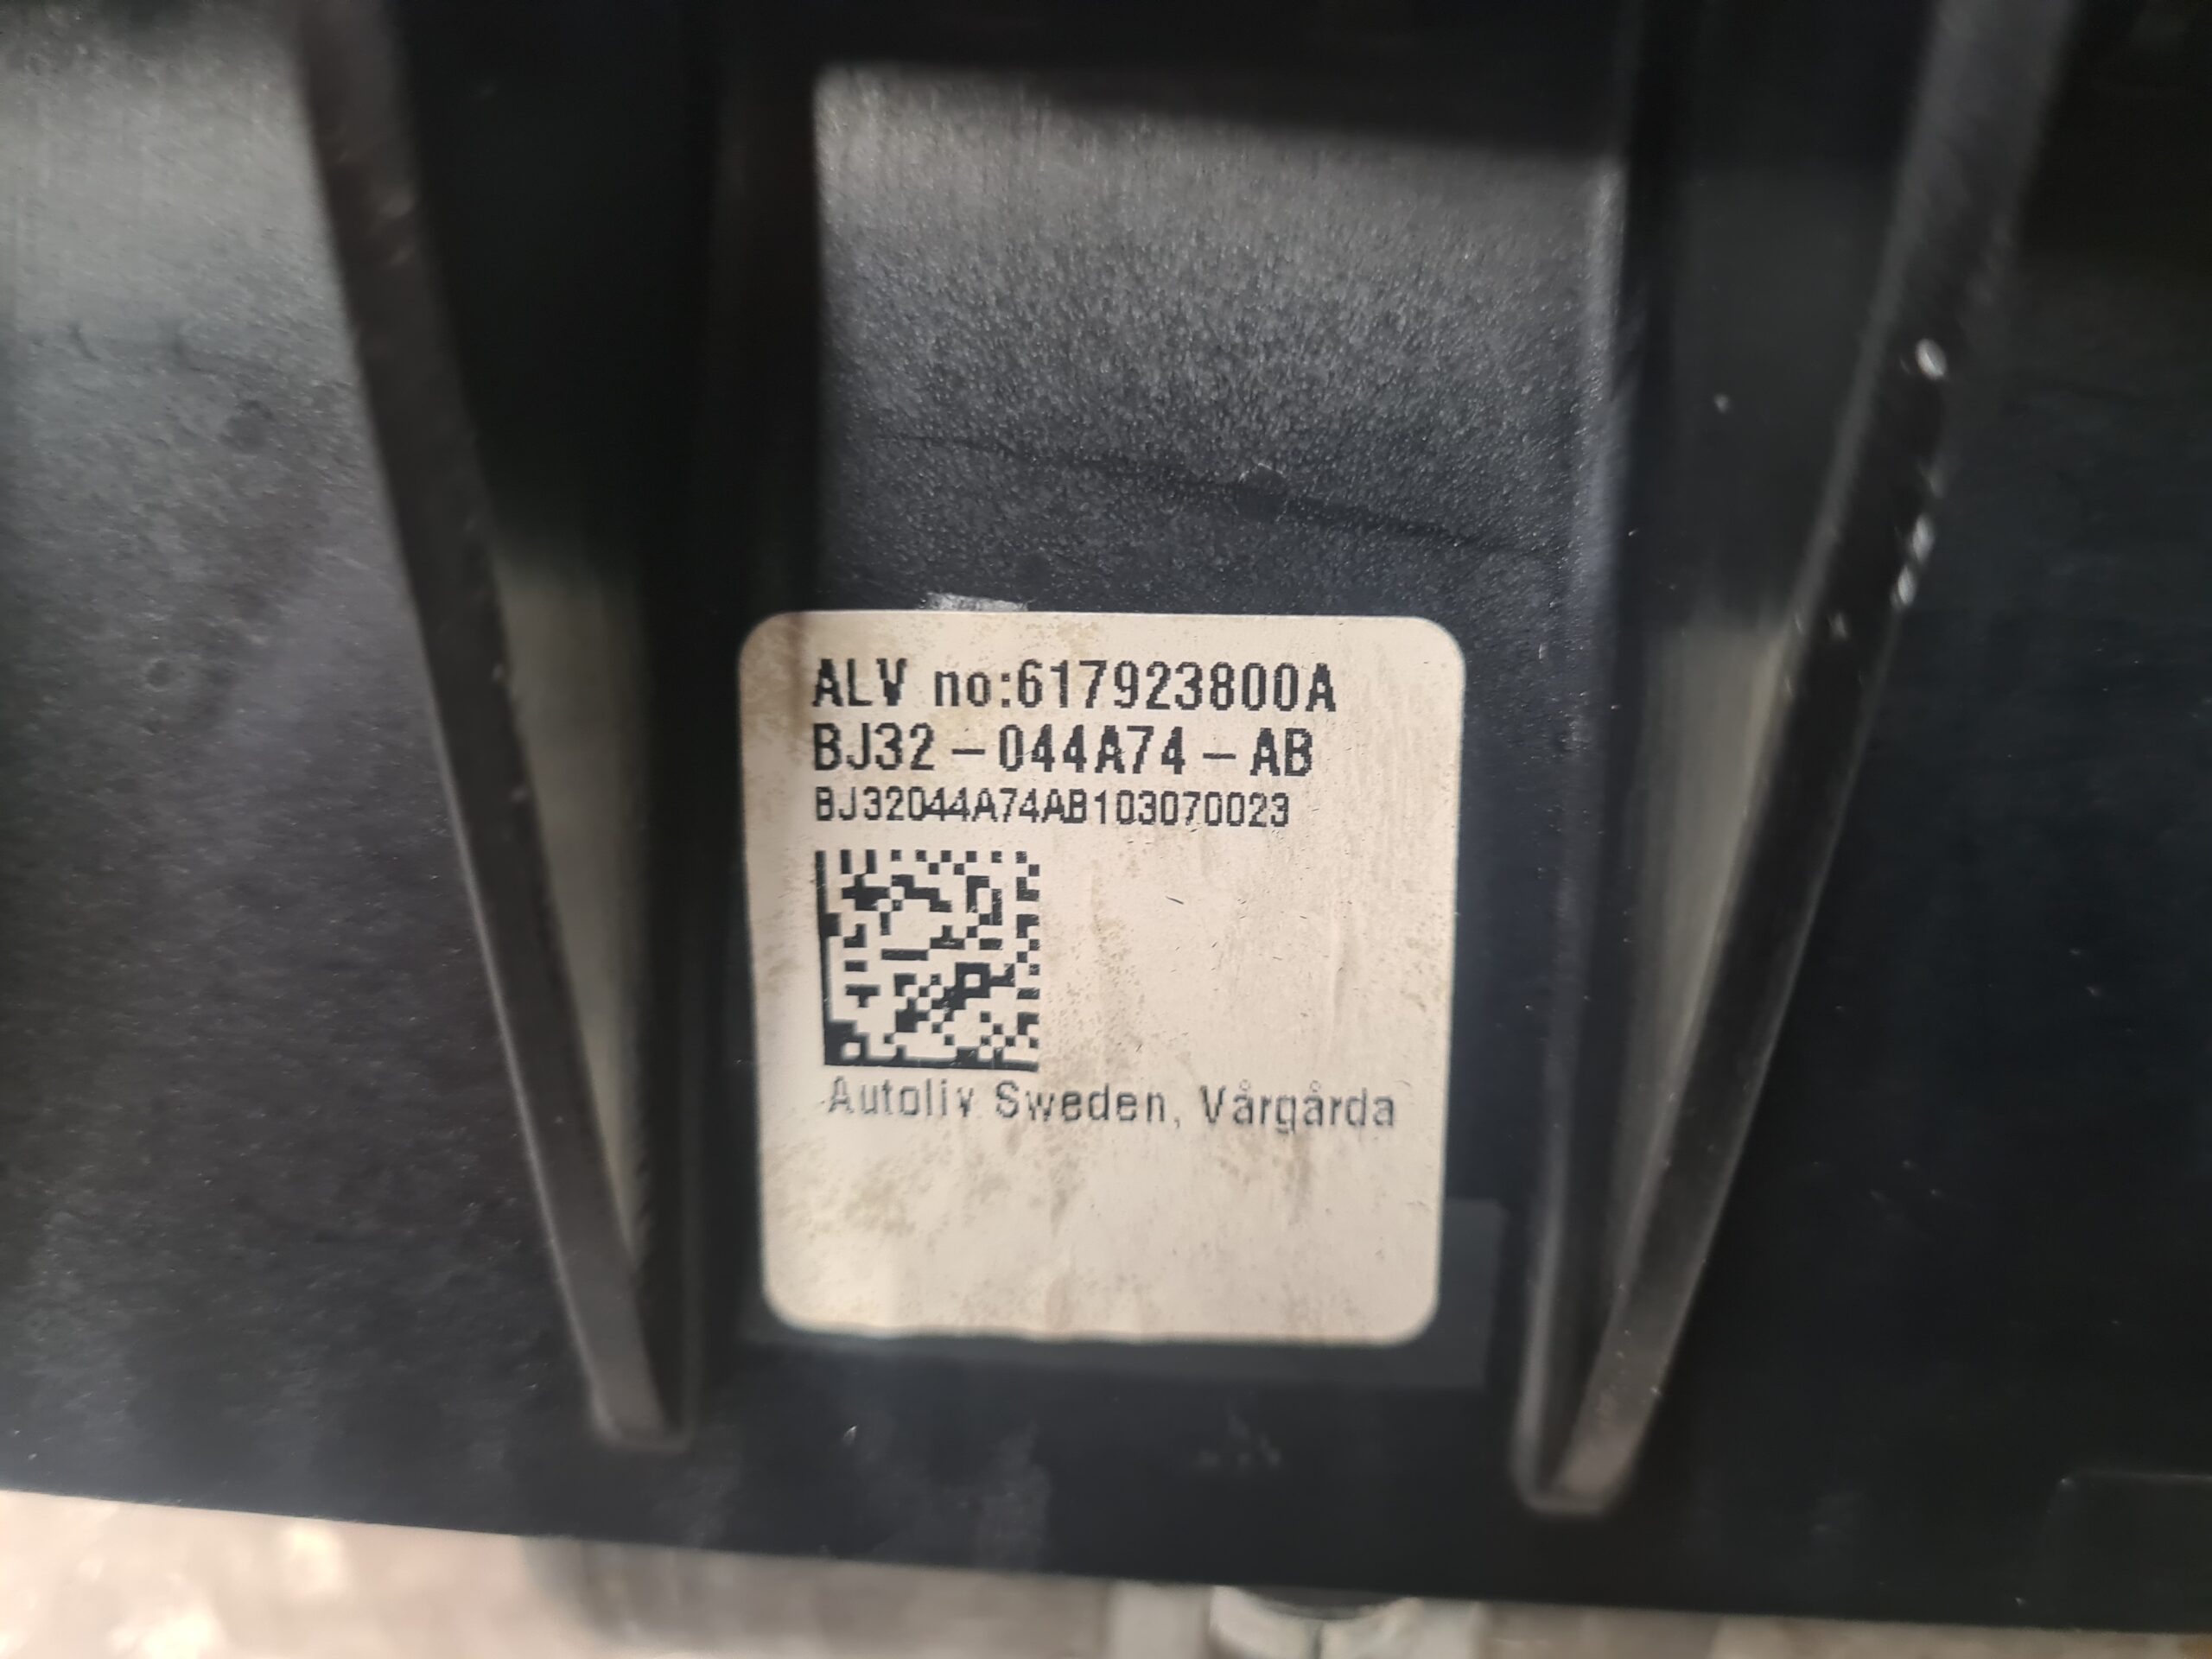 ALV no:617923800A
BJ32-044A74-AB
BJ32044A74AB103070023
Autoliv Sweden, Vårgårda